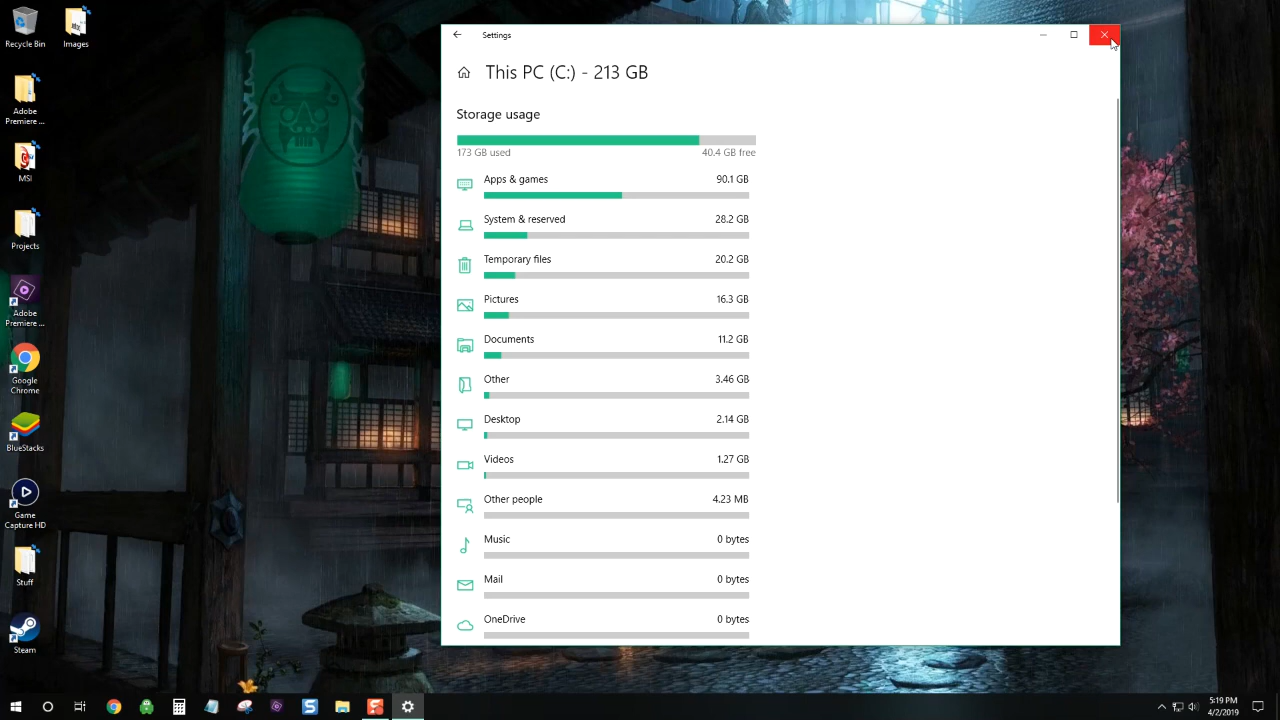 Recycle Bin
Images
Adobe
Premiere ...
MSI
Projects
Adobe
Premiere ...
Google
Chrome
BlueStacks
Game
Capture HD
Stuff
Steam
Settings
This PC (C:) - 213 GB
Storage usage
173 GB used
40.4 GB free
Apps & games
90.1 GB
System & reserved
28.2 GB
Temporary files
20.2 GB
Pictures
16.3 GB
Documents
11.2 GB
Other
3.46 GB
Desktop
2.14 GB
Videos
1.27 GB
Other people
4.23 MB
Music
0 bytes
Mail
0 bytes
OneDrive
0 bytes
5:19 PM
4/2/2019